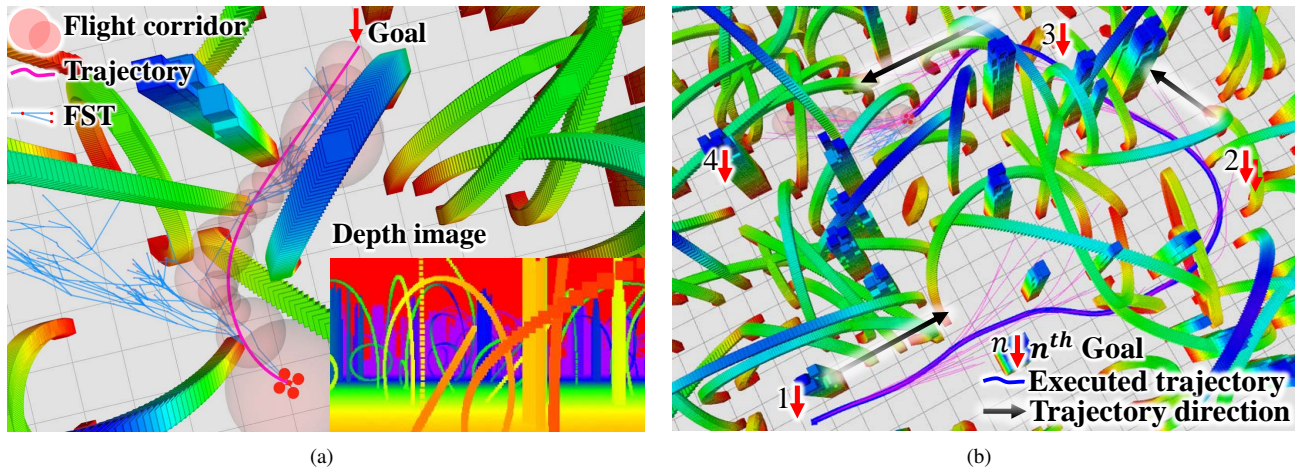 Flight corridor
Trajectory
FST
Goal
Depth image
(a)
3
4
2
1
n nᵗʰ Goal
Executed trajectory
Trajectory direction
(b)